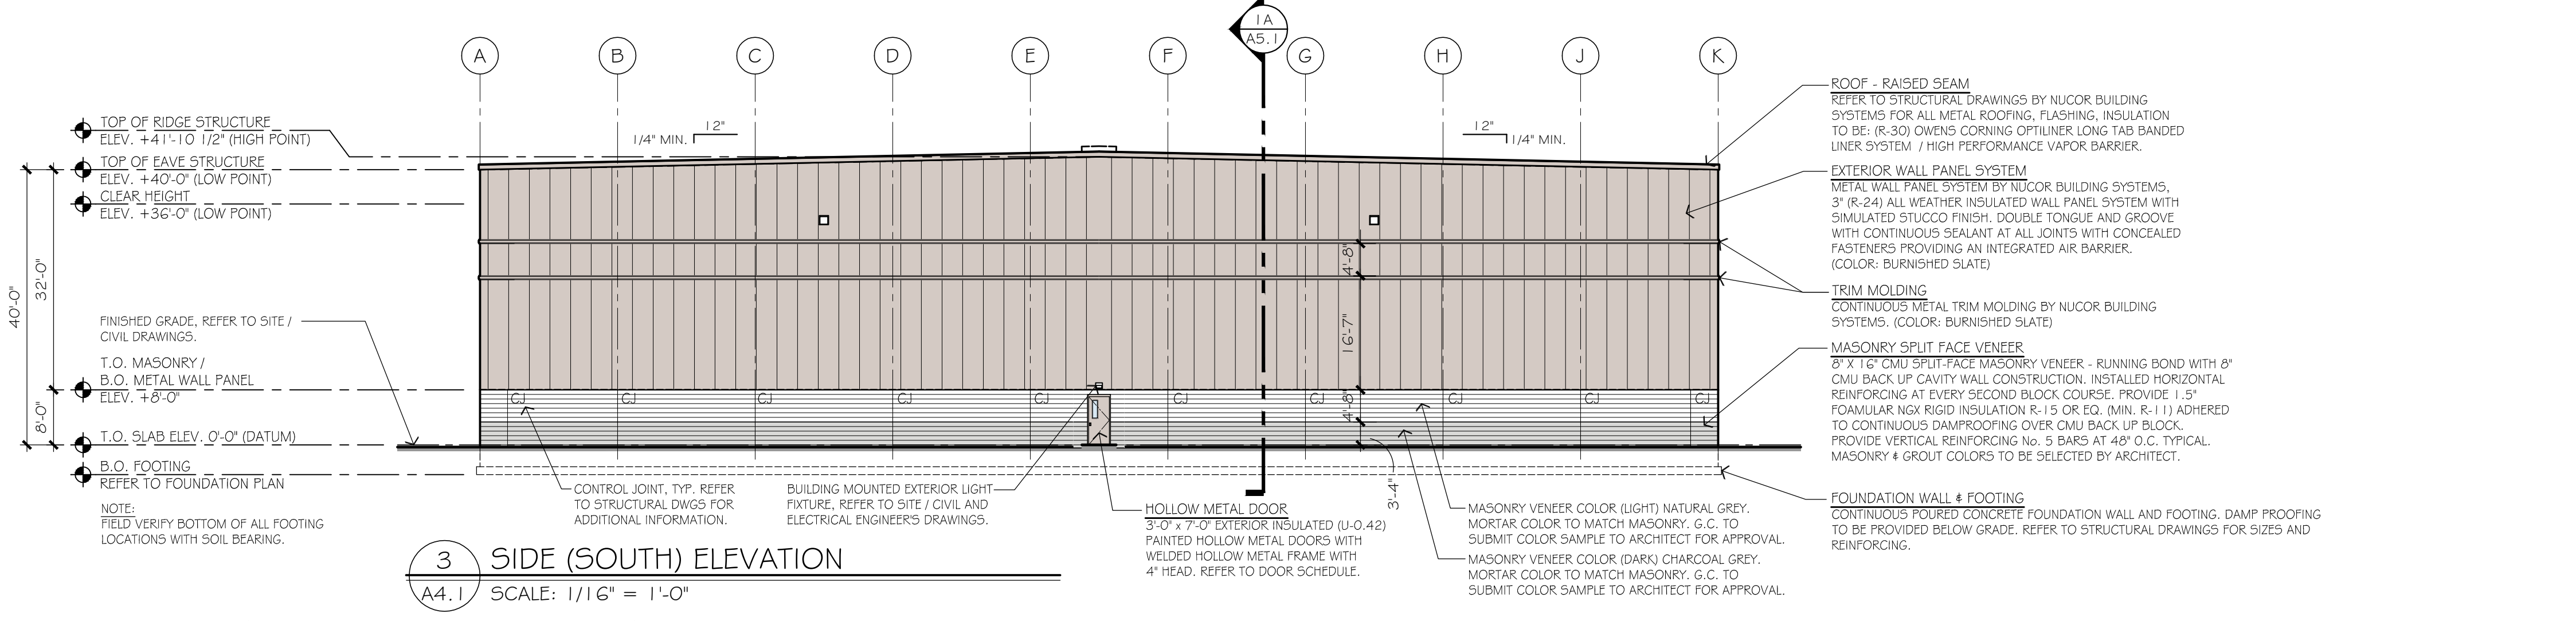 1A
A5.1
A
B
C
D
E
F
G
H
J
K
TOP OF RIDGE STRUCTURE
ELEV. +41'-10 1/2" (HIGH POINT)
TOP OF EAVE STRUCTURE
ELEV. +40'-0" (LOW POINT)
CLEAR HEIGHT
ELEV. +36'-0" (LOW POINT)
40'-0"
32'-0"
8'-0"
FINISHED GRADE, REFER TO SITE /
CIVIL DRAWINGS.
T.O. MASONRY /
B.O. METAL WALL PANEL
ELEV. +8'-0"
T.O. SLAB ELEV. 0'-0" (DATUM)
B.O. FOOTING
REFER TO FOUNDATION PLAN
NOTE:
FIELD VERIFY BOTTOM OF ALL FOOTING
LOCATIONS WITH SOIL BEARING.
12"
1/4" MIN.
12"
1/4" MIN.
4'-8"
16'-7"
4'-8"
3'-4"
CJ
CJ
CJ
CJ
CJ
CJ
CJ
CJ
CJ
CJ
CONTROL JOINT, TYP. REFER
TO STRUCTURAL DWGS FOR
ADDITIONAL INFORMATION.
BUILDING MOUNTED EXTERIOR LIGHT
FIXTURE, REFER TO SITE / CIVIL AND
ELECTRICAL ENGINEER'S DRAWINGS.
HOLLOW METAL DOOR
3'-0" x 7'-0" EXTERIOR INSULATED (U-0.42)
PAINTED HOLLOW METAL DOORS WITH
WELDED HOLLOW METAL FRAME WITH
4" HEAD. REFER TO DOOR SCHEDULE.
MASONRY VENEER COLOR (LIGHT) NATURAL GREY.
MORTAR COLOR TO MATCH MASONRY. G.C. TO
SUBMIT COLOR SAMPLE TO ARCHITECT FOR APPROVAL.
MASONRY VENEER COLOR (DARK) CHARCOAL GREY.
MORTAR COLOR TO MATCH MASONRY. G.C. TO
SUBMIT COLOR SAMPLE TO ARCHITECT FOR APPROVAL.
ROOF - RAISED SEAM
REFER TO STRUCTURAL DRAWINGS BY NUCOR BUILDING
SYSTEMS FOR ALL METAL ROOFING, FLASHING, INSULATION
TO BE: (R-30) OWENS CORNING OPTILINER LONG TAB BANDED
LINER SYSTEM / HIGH PERFORMANCE VAPOR BARRIER.
EXTERIOR WALL PANEL SYSTEM
METAL WALL PANEL SYSTEM BY NUCOR BUILDING SYSTEMS,
3" (R-24) ALL WEATHER INSULATED WALL PANEL SYSTEM WITH
SIMULATED STUCCO FINISH. DOUBLE TONGUE AND GROOVE
WITH CONTINUOUS SEALANT AT ALL JOINTS WITH CONCEALED
FASTENERS PROVIDING AN INTEGRATED AIR BARRIER.
(COLOR: BURNISHED SLATE)
TRIM MOLDING
CONTINUOUS METAL TRIM MOLDING BY NUCOR BUILDING
SYSTEMS. (COLOR: BURNISHED SLATE)
MASONRY SPLIT FACE VENEER
8" X 16" CMU SPLIT-FACE MASONRY VENEER - RUNNING BOND WITH 8"
CMU BACK UP CAVITY WALL CONSTRUCTION. INSTALLED HORIZONTAL
REINFORCING AT EVERY SECOND BLOCK COURSE. PROVIDE 1.5"
FOAMULAR NGX RIGID INSULATION R-15 OR EQ. (MIN. R-11) ADHERED
TO CONTINUOUS DAMPROOFING OVER CMU BACK UP BLOCK.
PROVIDE VERTICAL REINFORCING No. 5 BARS AT 48" O.C. TYPICAL.
MASONRY & GROUT COLORS TO BE SELECTED BY ARCHITECT.
FOUNDATION WALL & FOOTING
CONTINUOUS POURED CONCRETE FOUNDATION WALL AND FOOTING. DAMP PROOFING
TO BE PROVIDED BELOW GRADE. REFER TO STRUCTURAL DRAWINGS FOR SIZES AND
REINFORCING.
3
A4.1
SIDE (SOUTH) ELEVATION
SCALE: 1/16" = 1'-0"